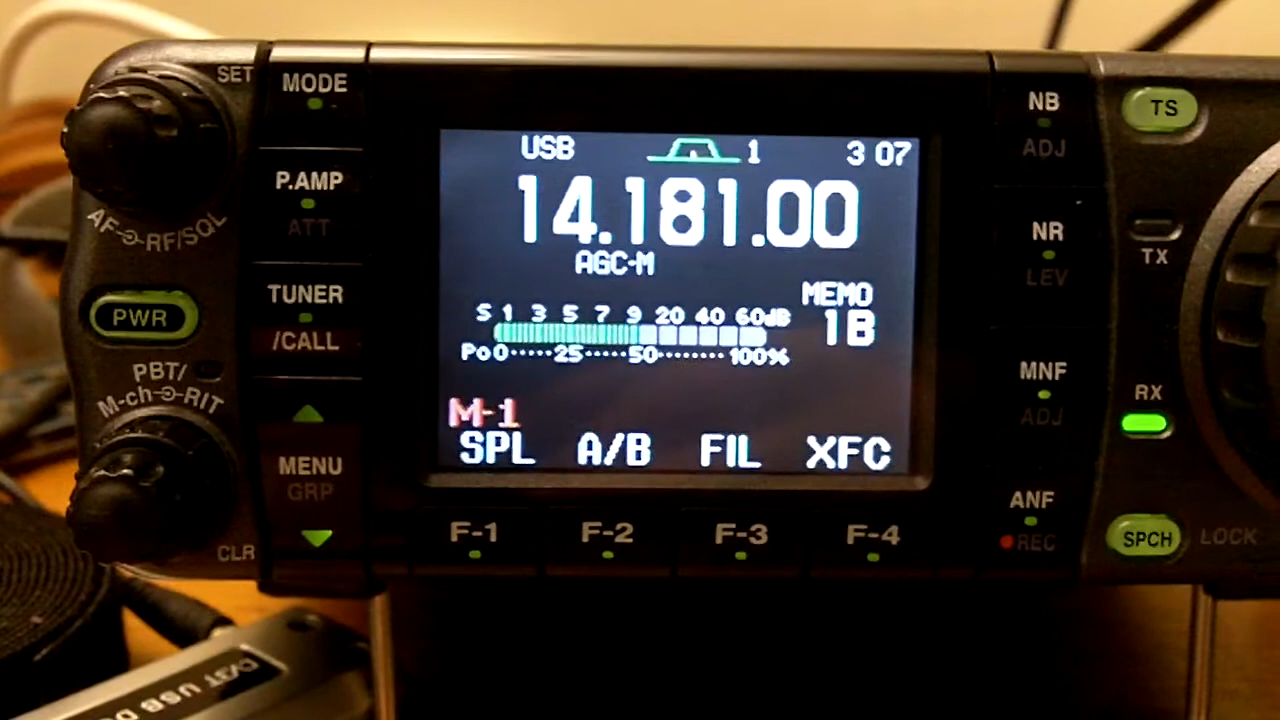 SET
MODE
P.AMP
ATT
AF RF/SQL
TUNER
/CALL
PWR
PBT/
M-ch RIT
MENU
GRP
CLR
USB 1 3 07
14.181.00
AGC-M
MEMO
1B
S 1 3 5 7 9 20 40 60dB
Po 0 25 50 100%
M-1
SPL A/B FIL XFC
F-1 F-2 F-3 F-4
NB
ADJ
NR
LEV
MNF
ADJ
ANF
REC
TS
TX
RX
SPCH LOCK
DVBT USB